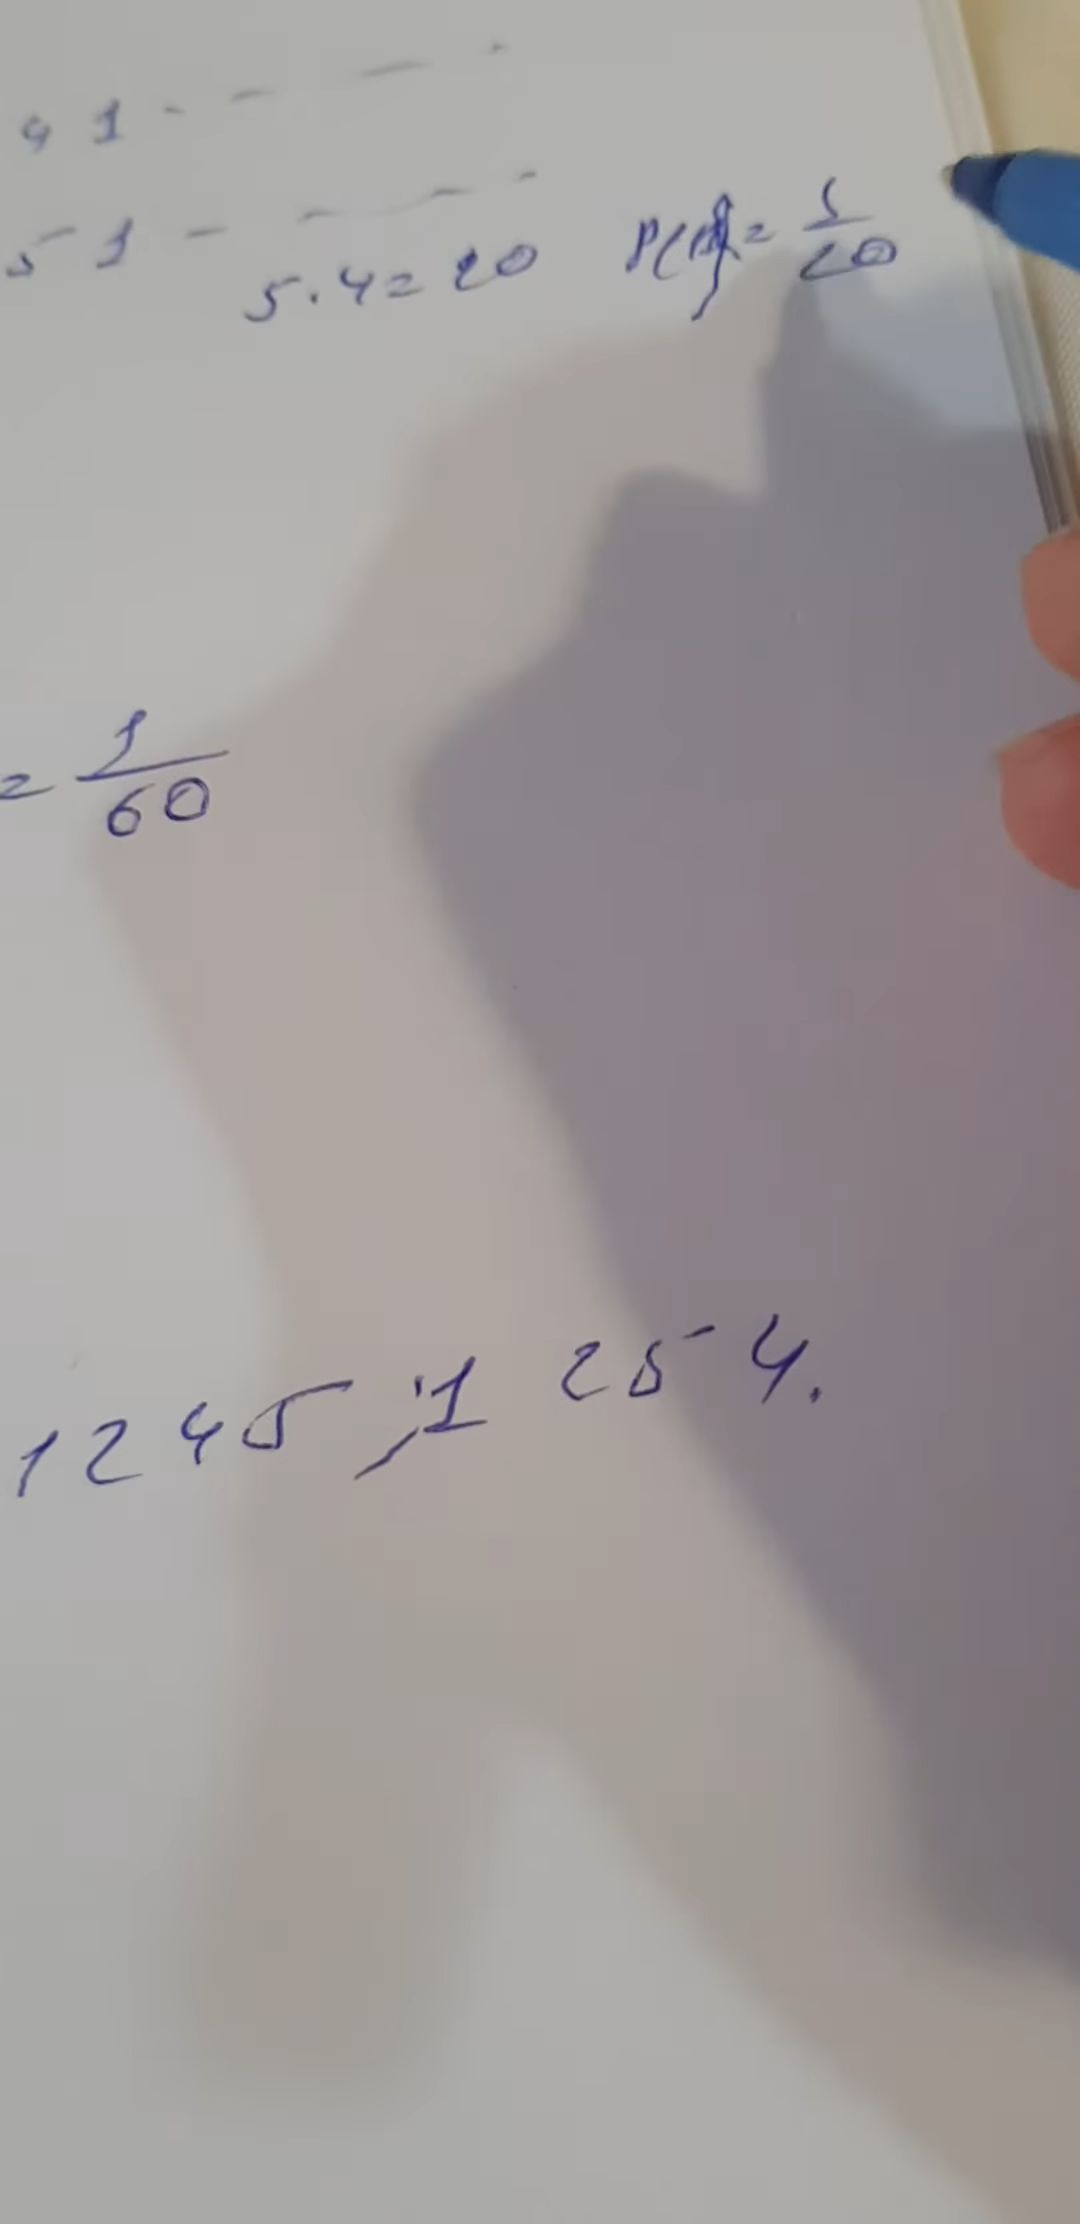 4 1 - - - -
5 1 - - - -
5 . 4 = 20 P(A) = 1/20
= 1/60
1 2 4 5 , 1 2 5 4 .